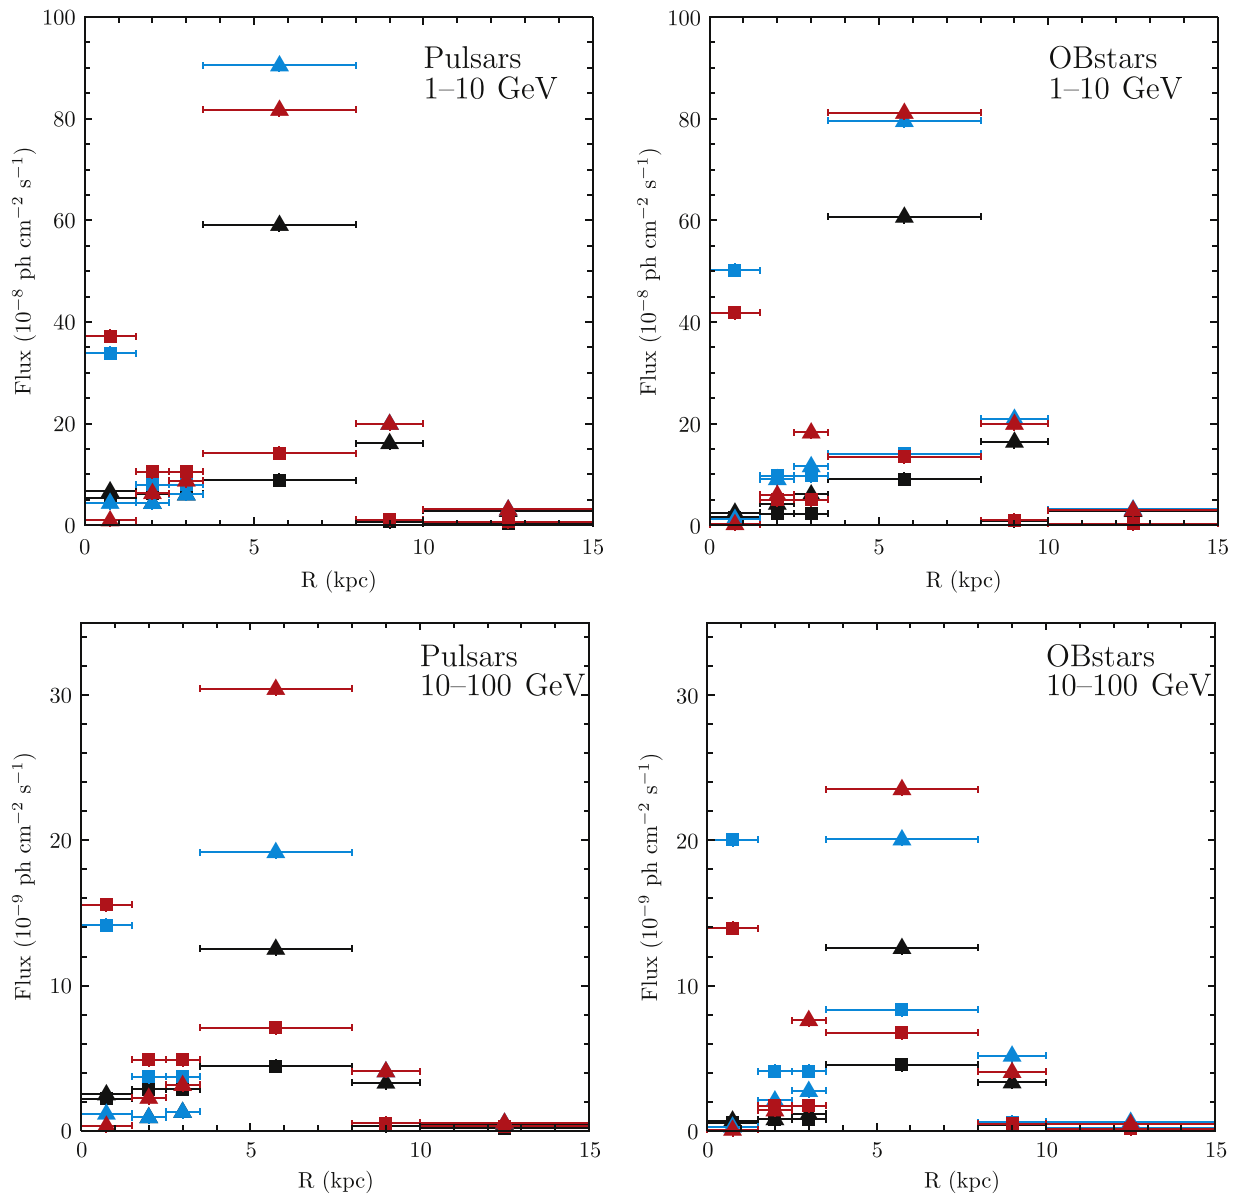 Pulsars
1–10 GeV
100
80
60
40
20
0
Flux (10⁻⁸ ph cm⁻² s⁻¹)
0 5 10 15
R (kpc)
OBstars
1–10 GeV
100
80
60
40
20
0
Flux (10⁻⁸ ph cm⁻² s⁻¹)
0 5 10 15
R (kpc)
Pulsars
10–100 GeV
30
20
10
0
Flux (10⁻⁹ ph cm⁻² s⁻¹)
0 5 10 15
R (kpc)
OBstars
10–100 GeV
30
20
10
0
Flux (10⁻⁹ ph cm⁻² s⁻¹)
0 5 10 15
R (kpc)